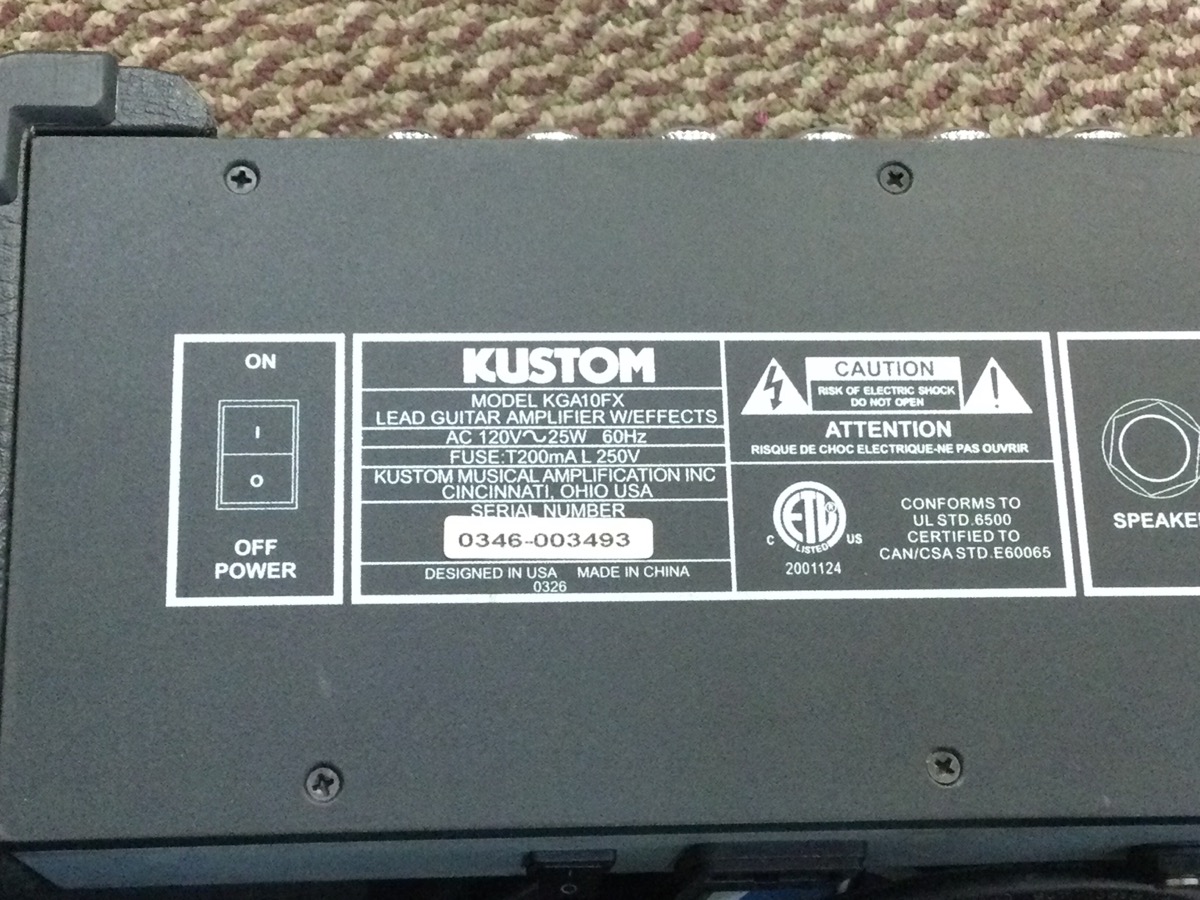 ON
I
O
OFF
POWER
KUSTOM
MODEL KGA10FX
LEAD GUITAR AMPLIFIER W/EFFECTS
AC 120V~25W 60Hz
FUSE:T200mA L 250V
KUSTOM MUSICAL AMPLIFICATION INC
CINCINNATI, OHIO USA
SERIAL NUMBER
0346-003493
DESIGNED IN USA MADE IN CHINA
0326
CAUTION
RISK OF ELECTRIC SHOCK
DO NOT OPEN
ATTENTION
RISQUE DE CHOC ELECTRIQUE-NE PAS OUVRIR
ETL ®
C LISTED US
2001124
CONFORMS TO
UL STD.6500
CERTIFIED TO
CAN/CSA STD.E60065
SPEAKE